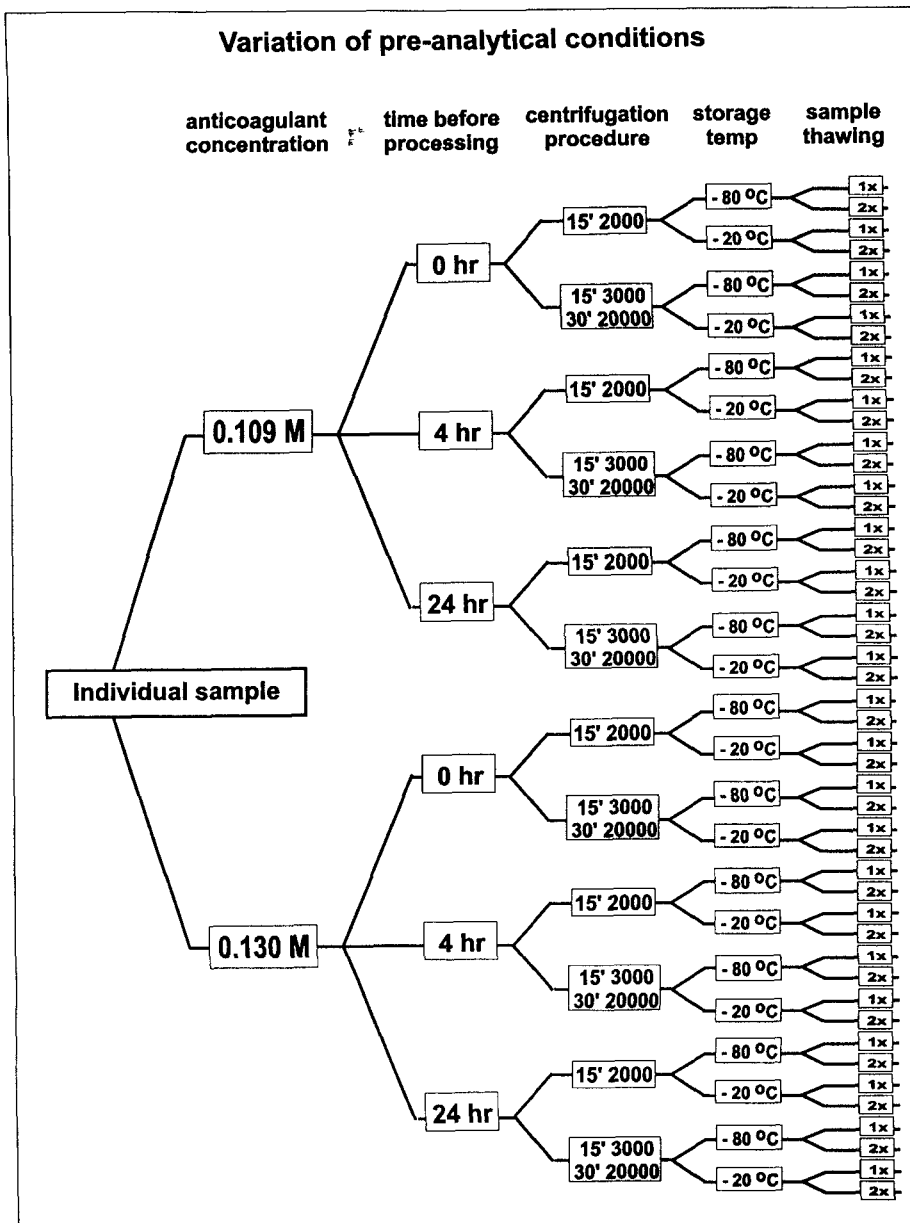 Variation of pre-analytical conditions
anticoagulant
concentration
time before
processing
centrifugation
procedure
storage
temp
sample
thawing
Individual sample
0.109 M
0 hr
15' 2000
- 80 °C
1x
2x
- 20 °C
1x
2x
15' 3000
30' 20000
- 80 °C
1x
2x
- 20 °C
1x
2x
4 hr
15' 2000
- 80 °C
1x
2x
- 20 °C
1x
2x
15' 3000
30' 20000
- 80 °C
1x
2x
- 20 °C
1x
2x
24 hr
15' 2000
- 80 °C
1x
2x
- 20 °C
1x
2x
15' 3000
30' 20000
- 80 °C
1x
2x
- 20 °C
1x
2x
0.130 M
0 hr
15' 2000
- 80 °C
1x
2x
- 20 °C
1x
2x
15' 3000
30' 20000
- 80 °C
1x
2x
- 20 °C
1x
2x
4 hr
15' 2000
- 80 °C
1x
2x
- 20 °C
1x
2x
15' 3000
30' 20000
- 80 °C
1x
2x
- 20 °C
1x
2x
24 hr
15' 2000
- 80 °C
1x
2x
- 20 °C
1x
2x
15' 3000
30' 20000
- 80 °C
1x
2x
- 20 °C
1x
2x